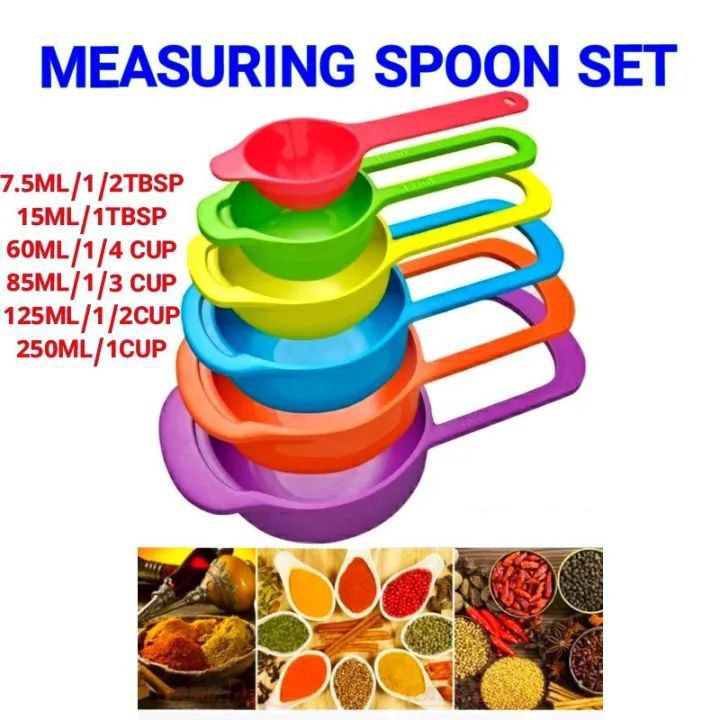 MEASURING SPOON SET
7.5ML/1/2TBSP
15ML/1TBSP
60ML/1/4 CUP
85ML/1/3 CUP
125ML/1/2CUP
250ML/1CUP